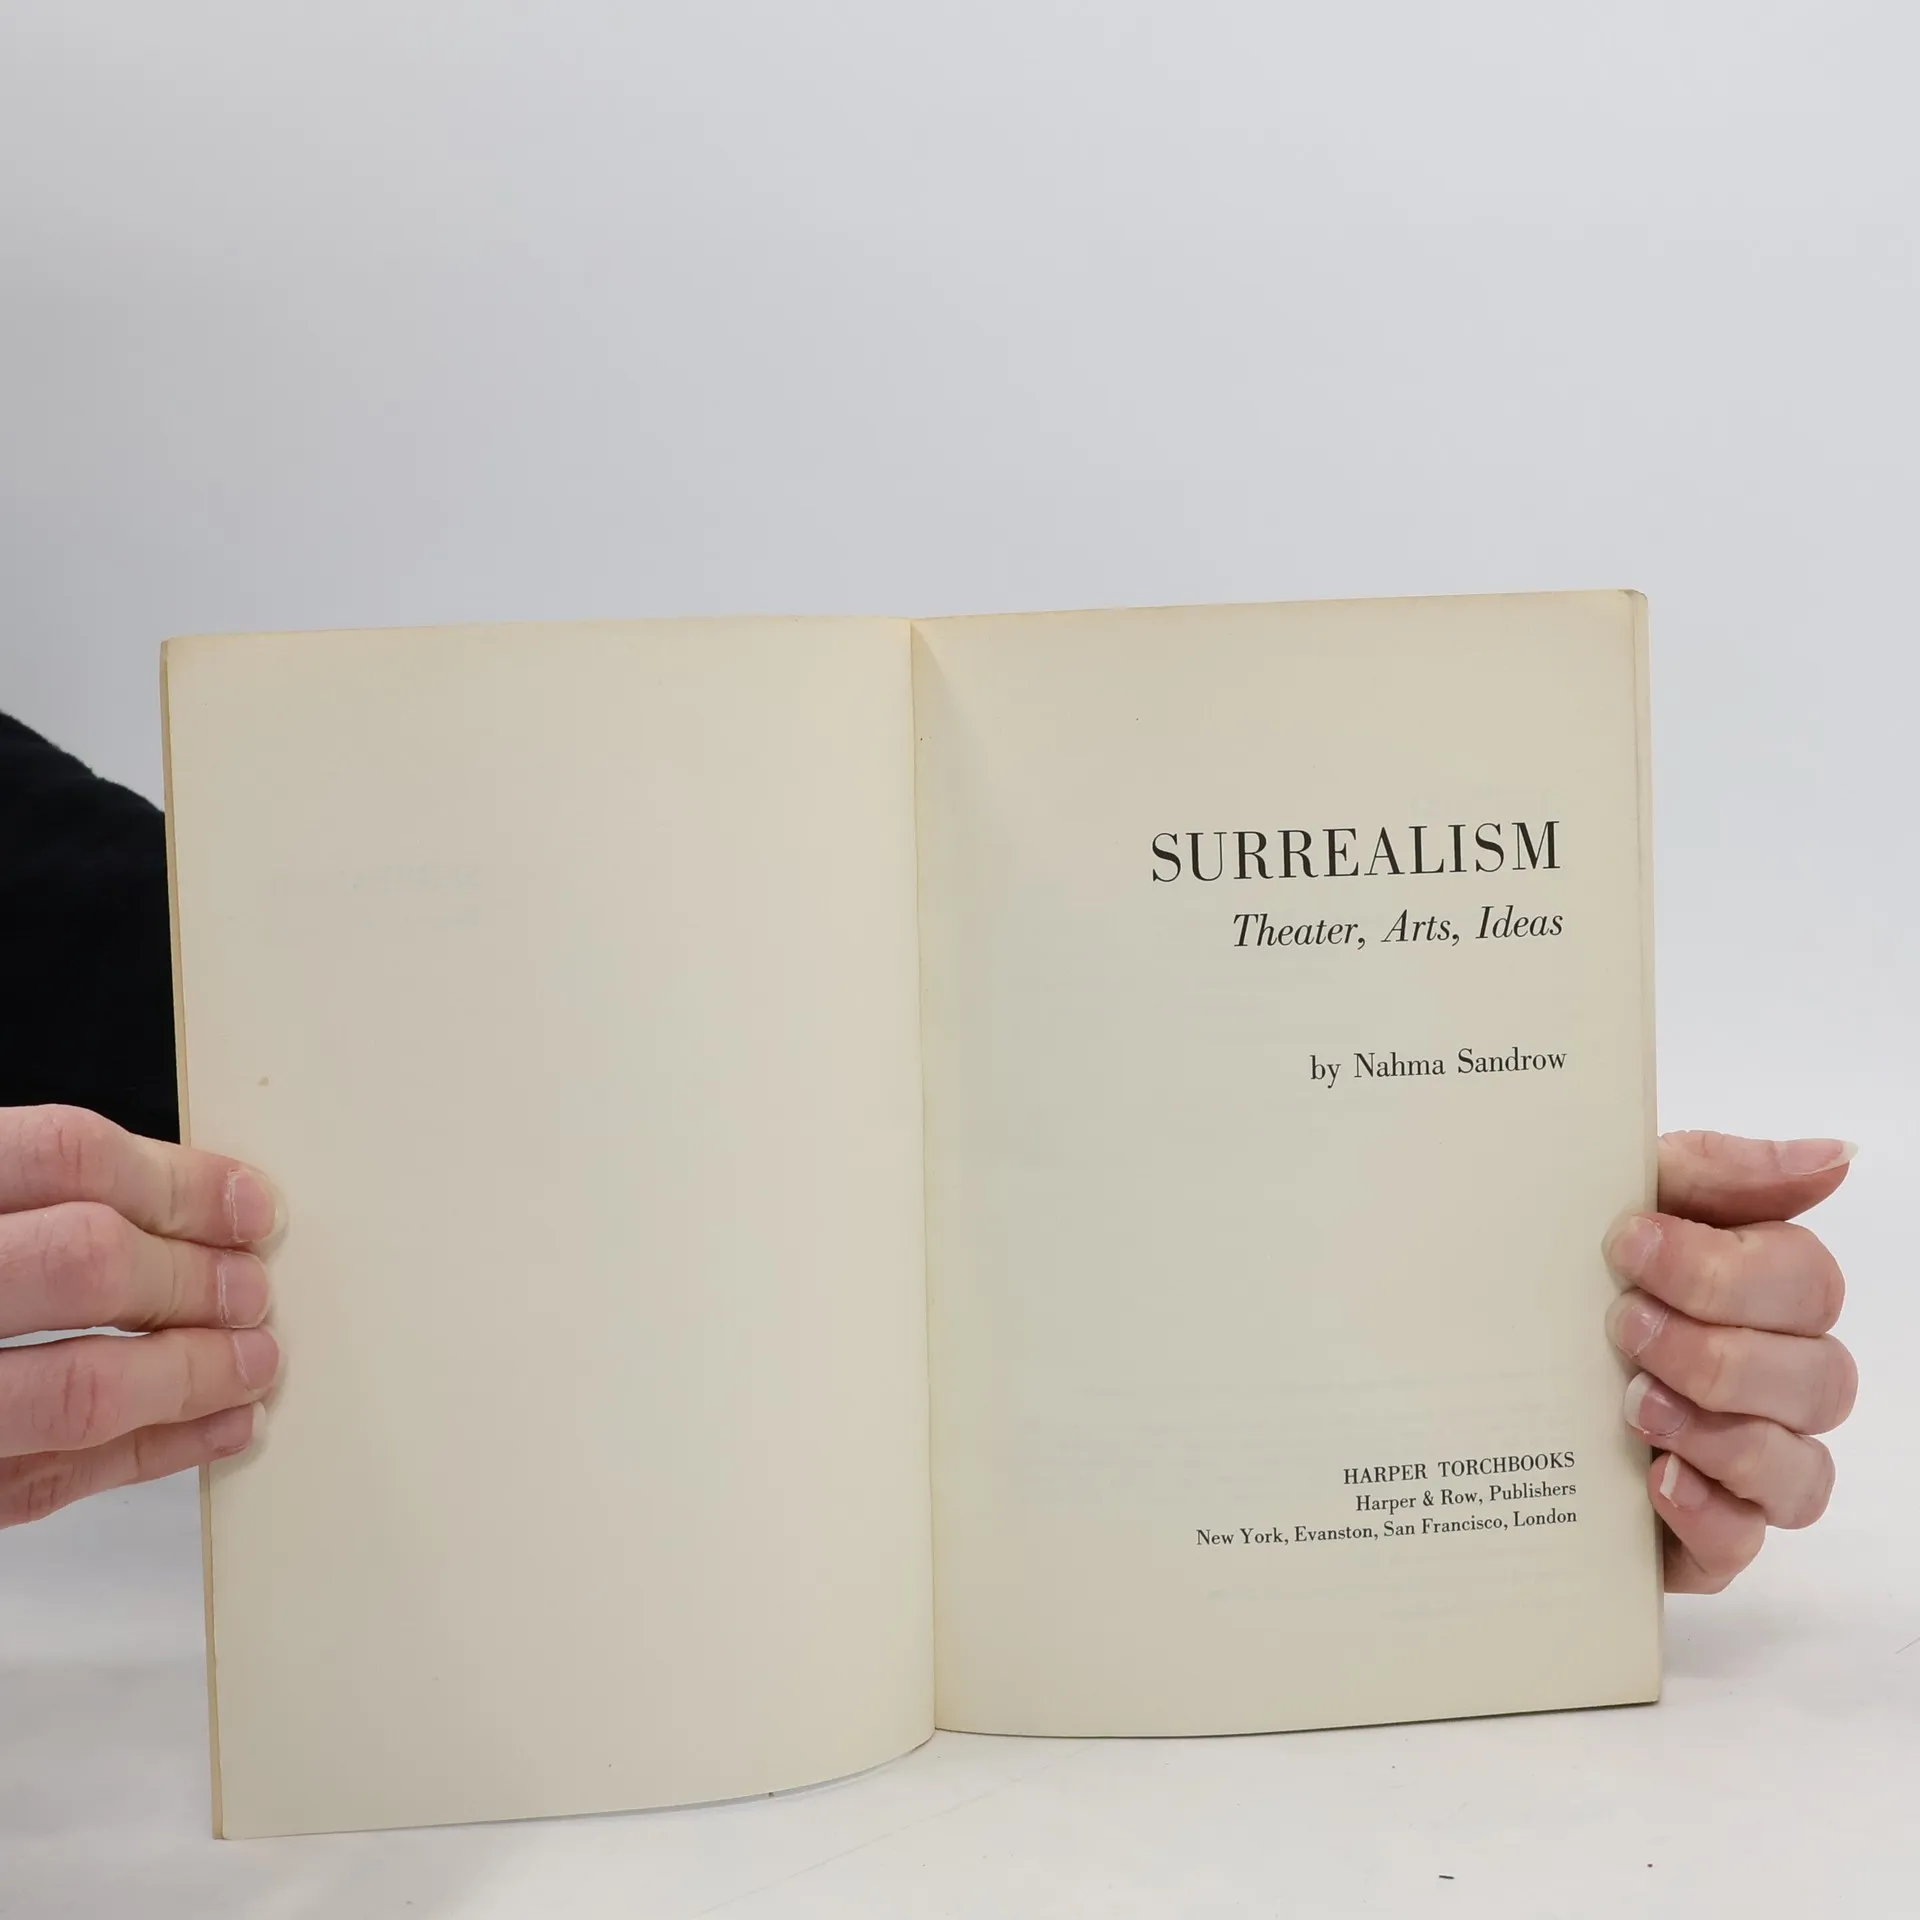 SURREALISM
Theater, Arts, Ideas
by Nahma Sandrow
HARPER TORCHBOOKS
Harper & Row, Publishers
New York, Evanston, San Francisco, London